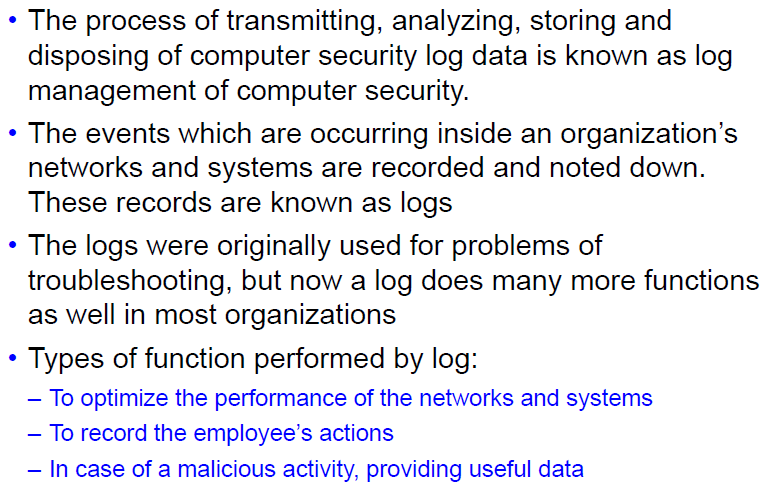 • The process of transmitting, analyzing, storing and
disposing of computer security log data is known as log
management of computer security.
• The events which are occurring inside an organization’s
networks and systems are recorded and noted down.
These records are known as logs
• The logs were originally used for problems of
troubleshooting, but now a log does many more functions
as well in most organizations
• Types of function performed by log:
– To optimize the performance of the networks and systems
– To record the employee’s actions
– In case of a malicious activity, providing useful data